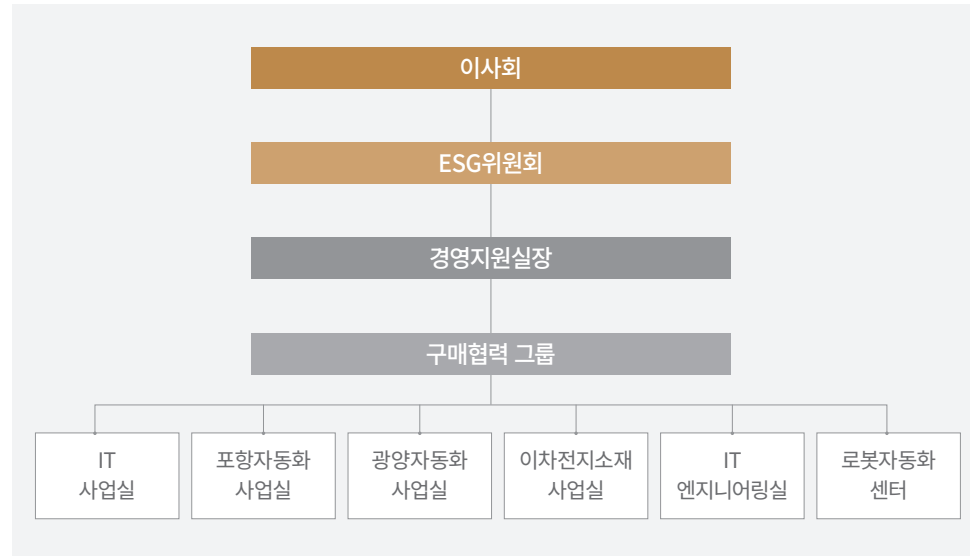 이사회
ESG위원회
경영지원실장
구매협력 그룹
IT
사업실
포항자동화
사업실
광양자동화
사업실
이차전지소재
사업실
IT
엔지니어링실
로봇자동화
센터